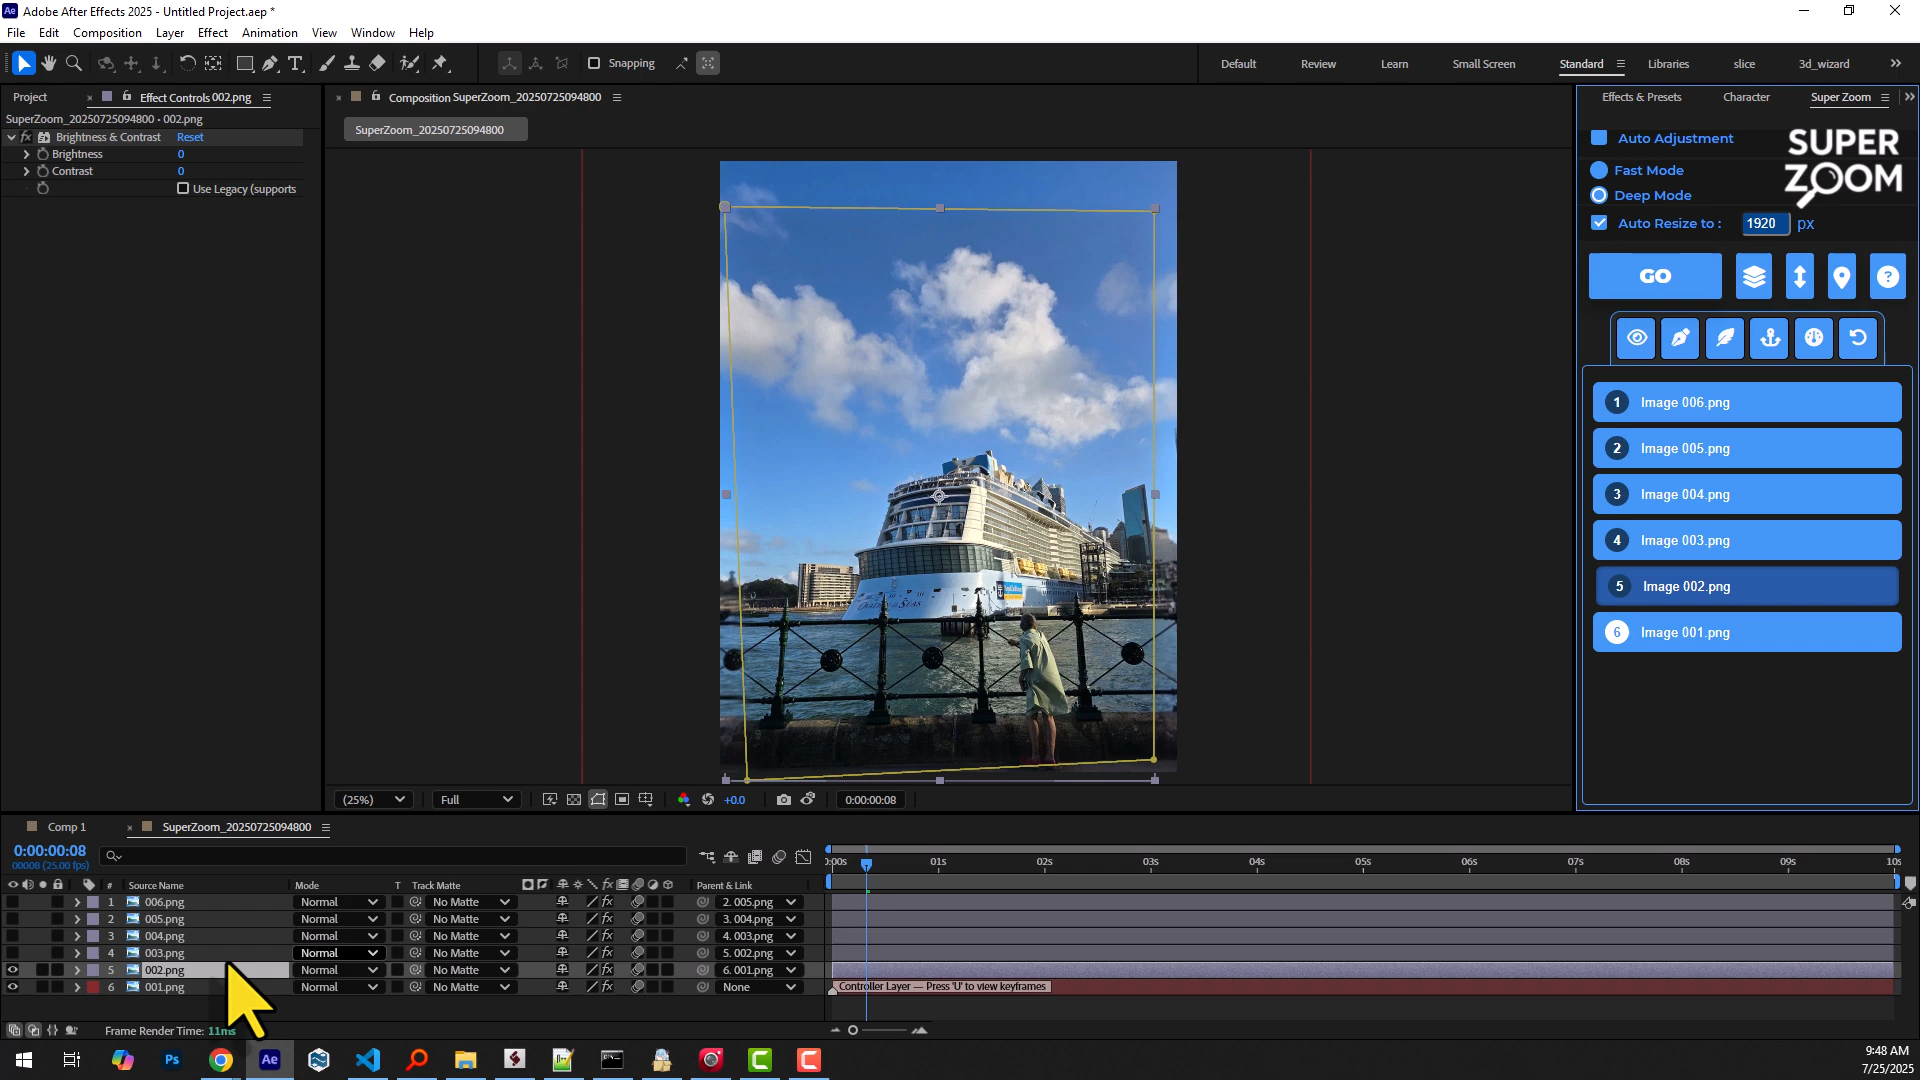 Adobe After Effects 2025 - Untitled Project.aep *
File Edit Composition Layer Effect Animation View Window Help
Snapping
Default Review Learn Small Screen Standard Libraries slice 3d_wizard
Project Effect Controls 002.png
SuperZoom_20250725094800 • 002.png
Brightness & Contrast Reset
Brightness 0
Contrast 0
Use Legacy (supports
Composition SuperZoom_20250725094800
SuperZoom_20250725094800
(25%) Full +0.0 0:00:00:08
Effects & Presets Character Super Zoom
Auto Adjustment
SUPER
ZOOM
Fast Mode
Deep Mode
Auto Resize to : 1920 px
GO ?
1 Image 006.png
2 Image 005.png
3 Image 004.png
4 Image 003.png
5 Image 002.png
6 Image 001.png
Comp 1 SuperZoom_20250725094800
0:00:00:08
00008 (25.00 fps)
0:00s 01s 02s 03s 04s 05s 06s 07s 08s 09s 10s
# Source Name Mode T Track Matte Parent & Link
1 006.png Normal No Matte 2. 005.png
2 005.png Normal No Matte 3. 004.png
3 004.png Normal No Matte 4. 003.png
4 003.png Normal No Matte 5. 002.png
5 002.png Normal No Matte 6. 001.png
6 001.png Normal No Matte None
Controller Layer — Press 'U' to view keyframes
Frame Render Time: 11ms
9:48 AM
7/25/2025